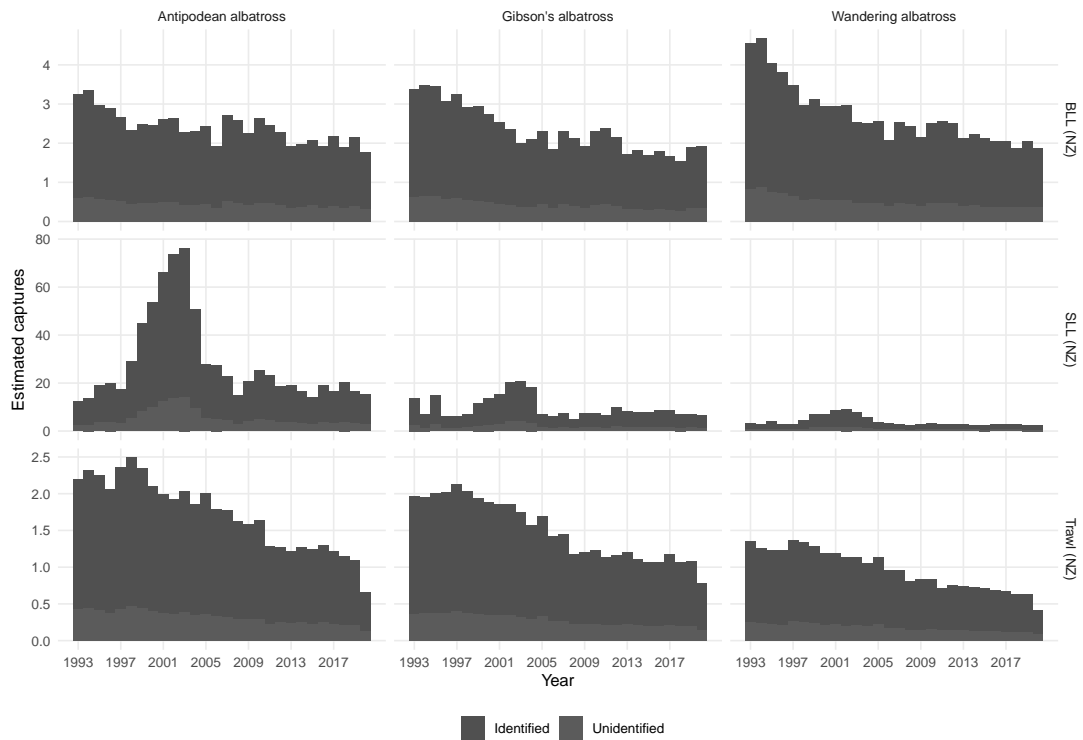 Antipodean albatross Gibson's albatross Wandering albatross
4
3
2
1
0
BLL (NZ)
80
60
40
20
0
SLL (NZ)
Estimated captures
2.5
2.0
1.5
1.0
0.5
0.0
Trawl (NZ)
1993 1997 2001 2005 2009 2013 2017 1993 1997 2001 2005 2009 2013 2017 1993 1997 2001 2005 2009 2013 2017
Year
Identified Unidentified